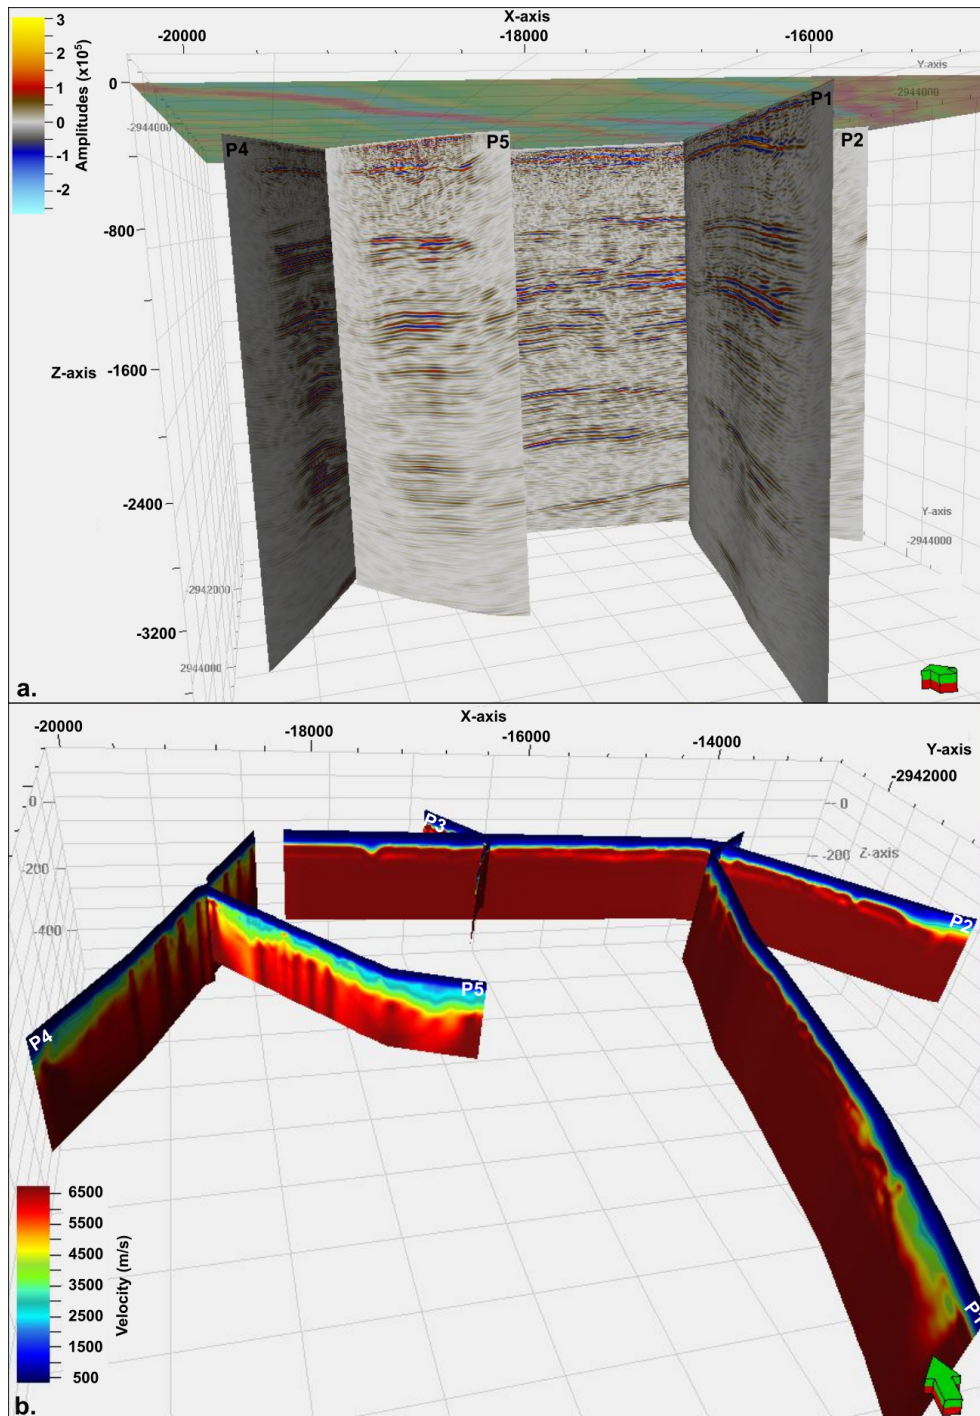 X-axis
-20000
-18000
-16000
3
2
1
0
-1
-2
Amplitudes (x10⁵)
0
-800
-1600
-2400
-3200
Z-axis
Y-axis
-2944000
-2944000
P4
P5
P1
P2
Y-axis
-2944000
-2942000
2944000
a.
X-axis
-20000
-18000
-16000
-14000
Y-axis
-2942000
0
-200
-400
0
-200
Z-axis
P3
P2
P5
P4
P1
6500
5500
4500
3500
2500
1500
500
Velocity (m/s)
b.